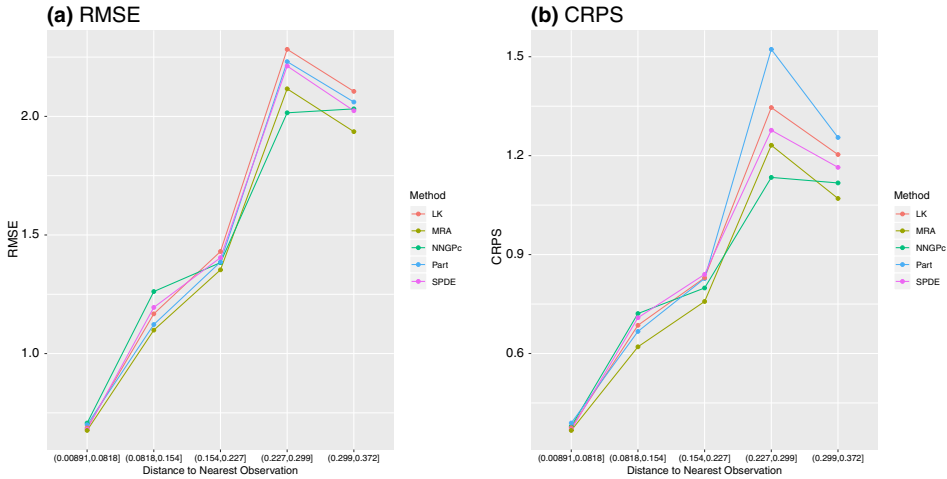 (a) RMSE
2.0
1.5
1.0
RMSE
(0.00891,0.0818]
(0.0818,0.154]
(0.154,0.227]
(0.227,0.299]
(0.299,0.372]
Distance to Nearest Observation
Method
LK
MRA
NNGPc
Part
SPDE
(b) CRPS
1.5
1.2
0.9
0.6
CRPS
(0.00891,0.0818]
(0.0818,0.154]
(0.154,0.227]
(0.227,0.299]
(0.299,0.372]
Distance to Nearest Observation
Method
LK
MRA
NNGPc
Part
SPDE